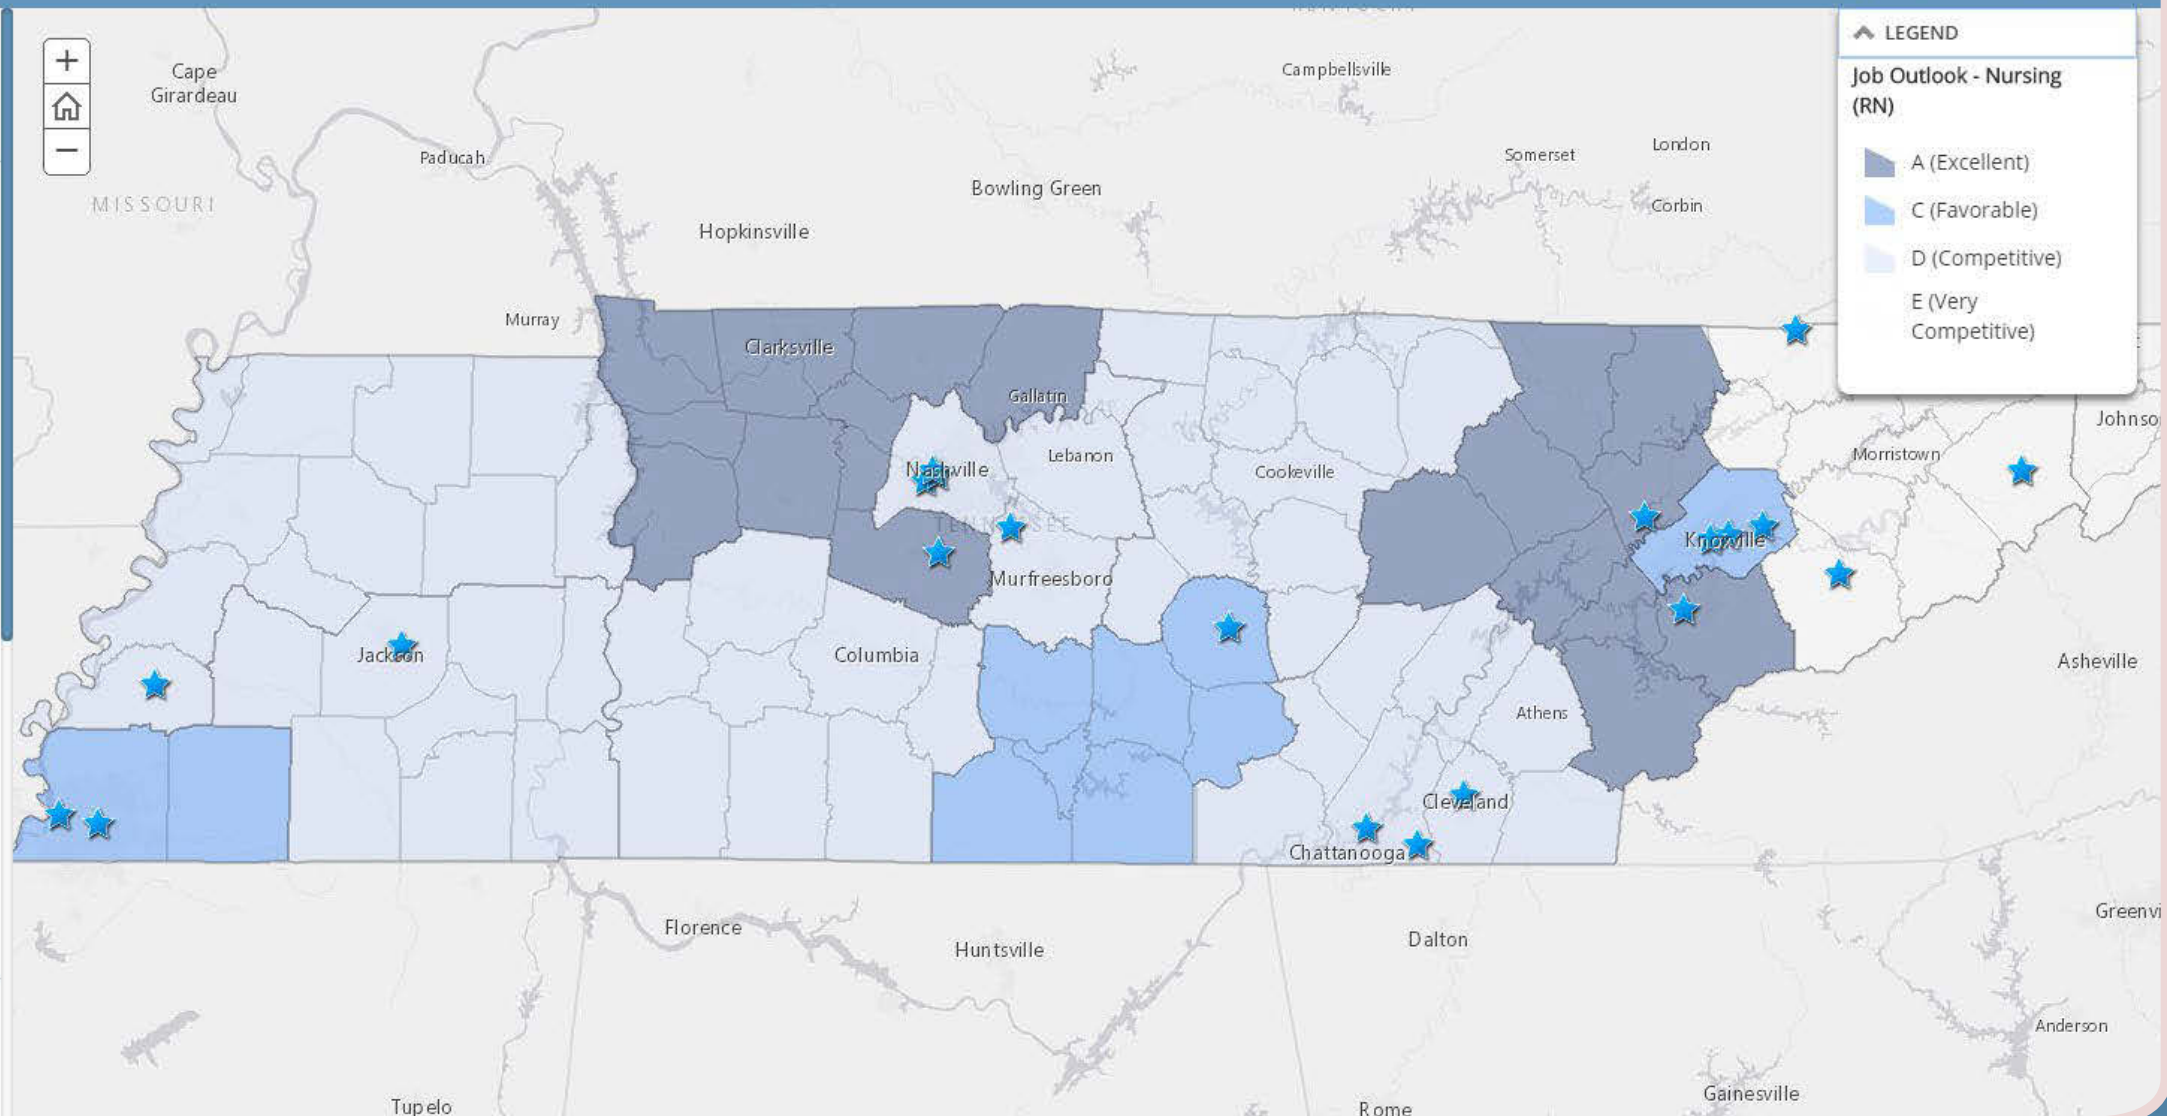 KENTUCKY
+
−
LEGEND
Job Outlook - Nursing
(RN)
A (Excellent)
C (Favorable)
D (Competitive)
E (Very
Competitive)
Cape
Girardeau
Campbellsville
Paducah
Somerset
London
MISSOURI
Bowling Green
Corbin
Hopkinsville
Murray
Clarksville
Gallatin
Johnso
Nashville
Lebanon
Cookeville
Morristown
TENNESSEE
Knoxville
Murfreesboro
Jackson
Columbia
Asheville
Athens
Cleveland
Chattanooga
Florence
Huntsville
Dalton
Greenvi
Anderson
Tupelo
Rome
Gainesville